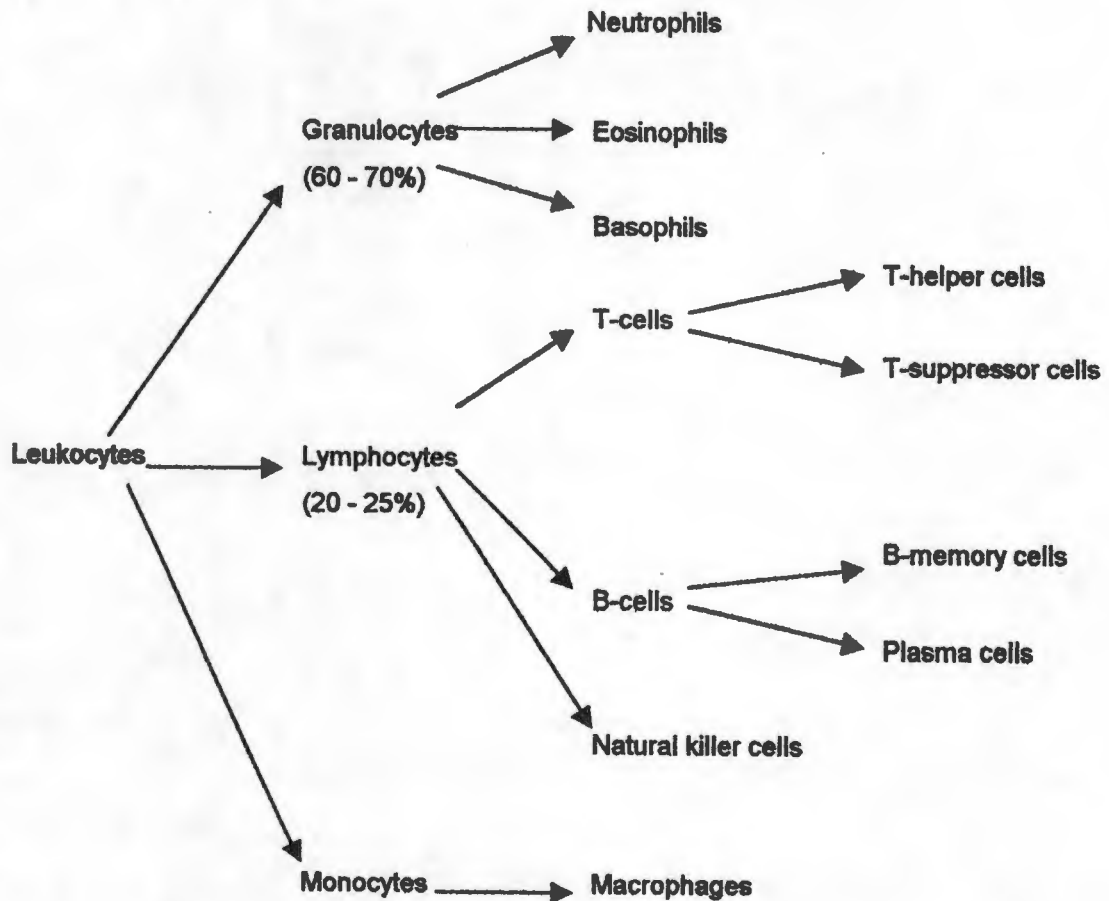 Neutrophils
Granulocytes
(60 - 70%)
Eosinophils
Basophils
T-cells
T-helper cells
T-suppressor cells
Leukocytes
Lymphocytes
(20 - 25%)
B-cells
B-memory cells
Plasma cells
Natural killer cells
Monocytes
Macrophages